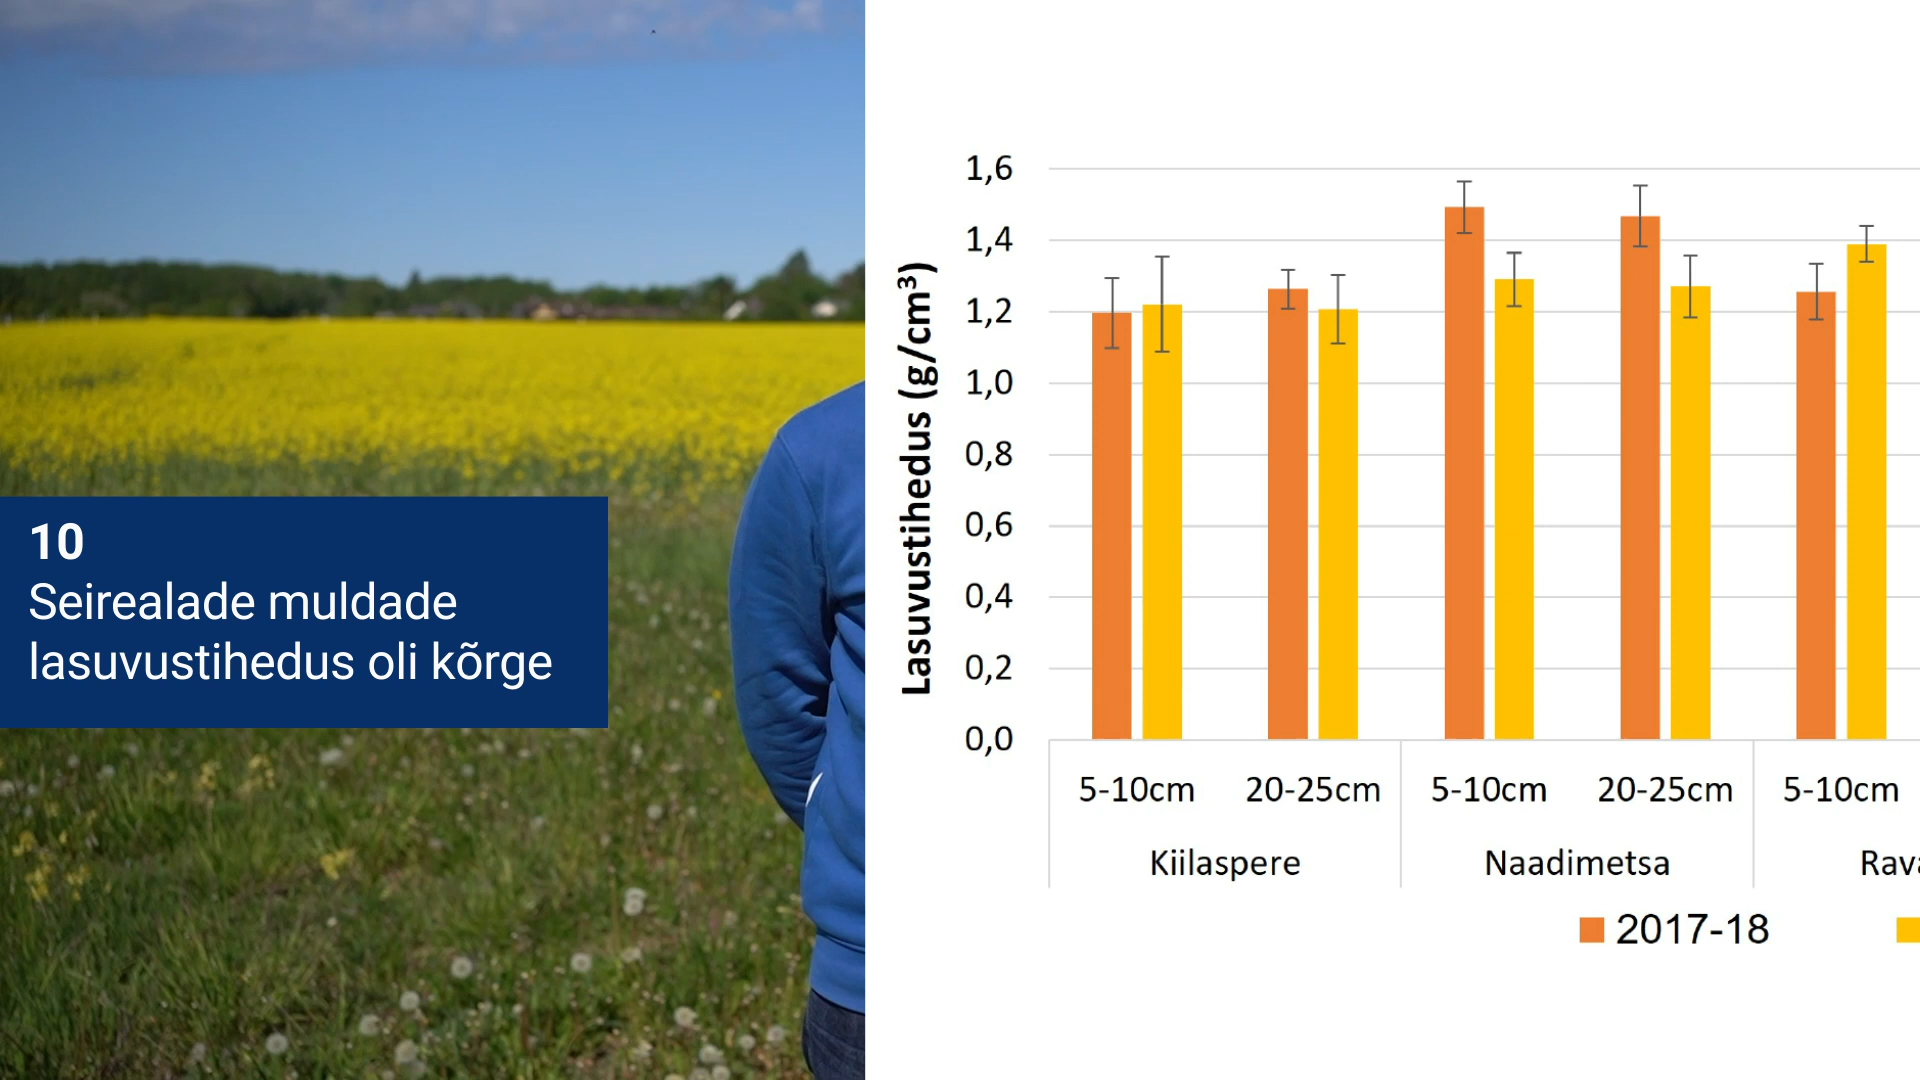 10
Seirealade muldade
lasuvustihedus oli kõrge
Lasuvustihedus (g/cm³)
1,6
1,4
1,2
1,0
0,8
0,6
0,4
0,2
0,0
5-10cm 20-25cm 5-10cm 20-25cm 5-10cm
Kiilaspere Naadimetsa
2017-18